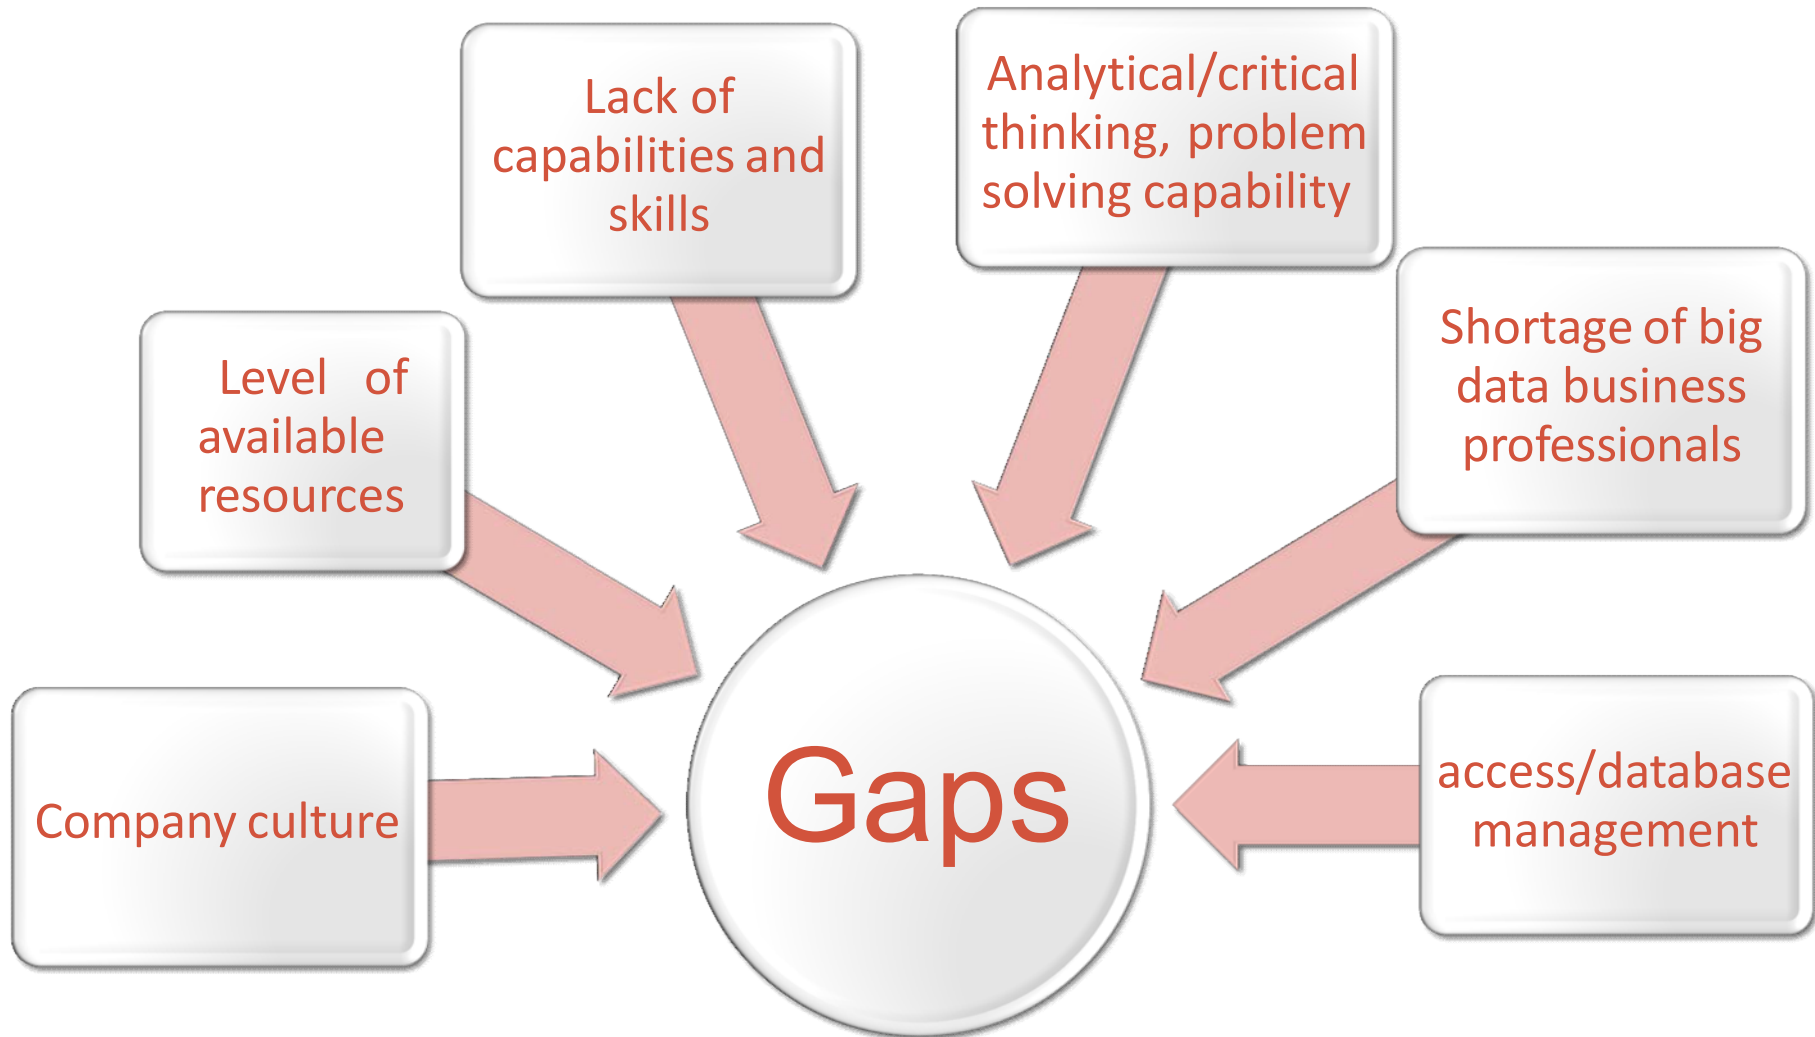 Lack of
capabilities and
skills
Analytical/critical
thinking, problem
solving capability
Level of
available
resources
Shortage of big
data business
professionals
Company culture
Gaps
access/database
management